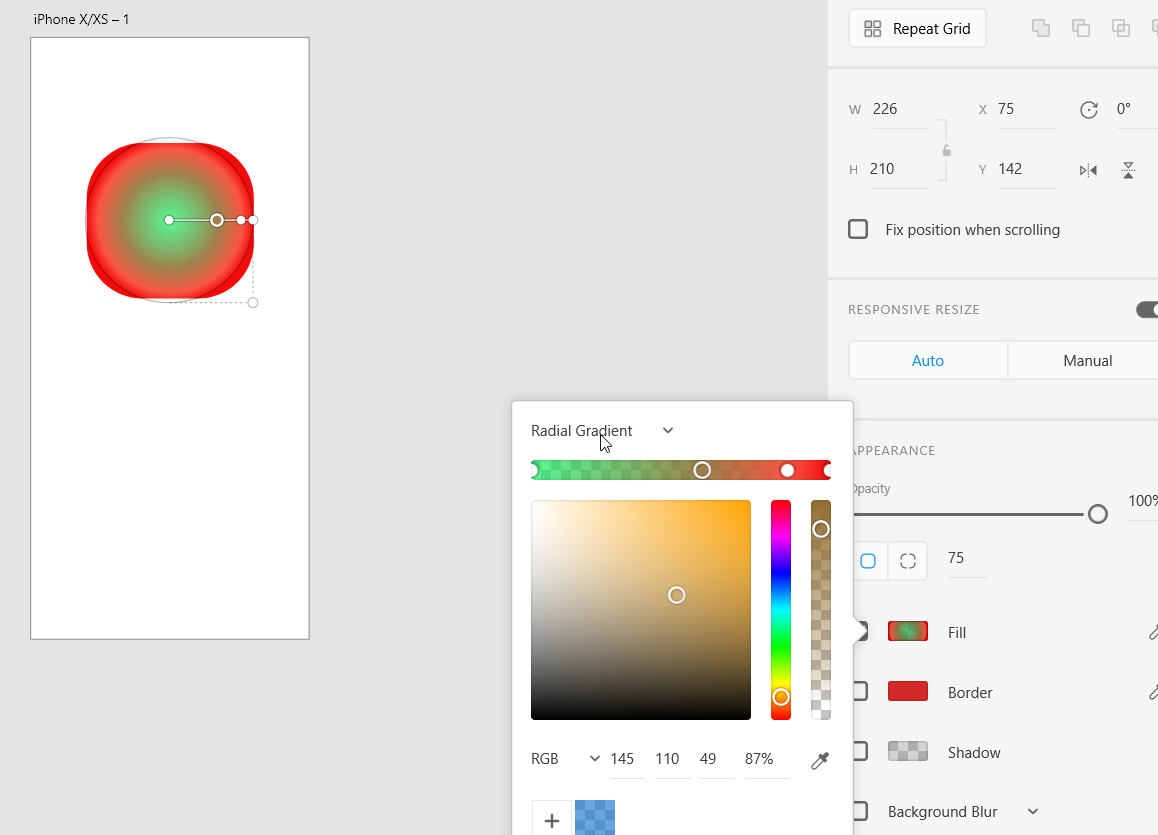 iPhone X/XS – 1
Repeat Grid
W 226 X 75 0°
H 210 Y 142
Fix position when scrolling
RESPONSIVE RESIZE
Auto Manual
APPEARANCE
Opacity
100%
75
Fill
Border
Shadow
Background Blur
Radial Gradient
RGB 145 110 49 87%
+